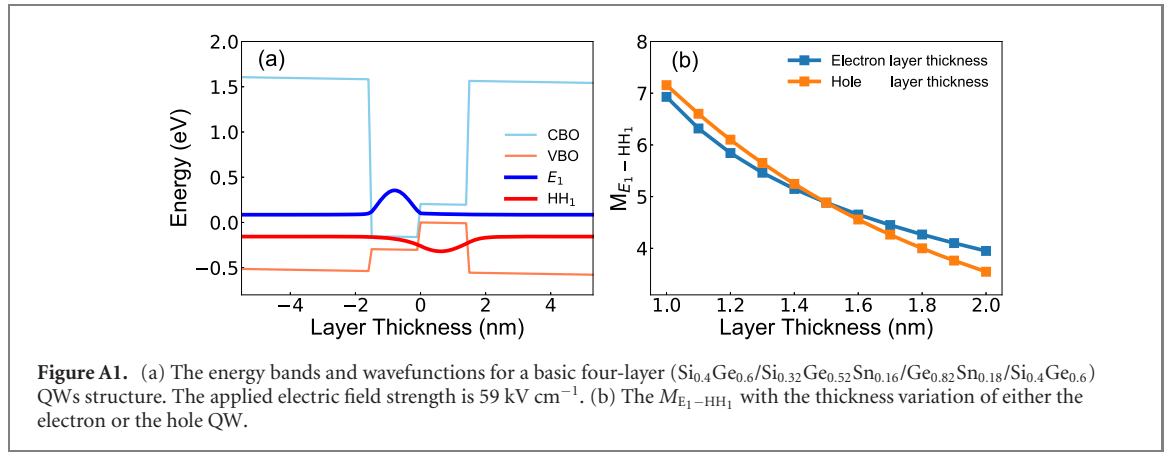 (a)
2.0
1.5
1.0
0.5
0.0
−0.5
Energy (eV)
CBO
VBO
E₁
HH₁
−4 −2 0 2 4
Layer Thickness (nm)
(b)
8
7
6
5
4
M_E₁−HH₁
Electron layer thickness
Hole layer thickness
1.0 1.2 1.4 1.6 1.8 2.0
Layer Thickness (nm)
Figure A1. (a) The energy bands and wavefunctions for a basic four-layer (Si₀.₄Ge₀.₆/Si₀.₃₂Ge₀.₅₂Sn₀.₁₆/Ge₀.₈₂Sn₀.₁₈/Si₀.₄Ge₀.₆)
QWs structure. The applied electric field strength is 59 kV cm⁻¹. (b) The M_E₁−HH₁ with the thickness variation of either the
electron or the hole QW.